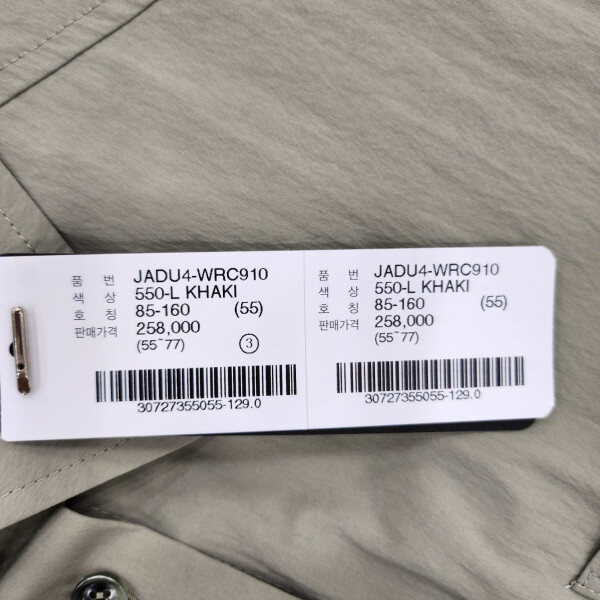 품 번 JADU4-WRC910
색 상 550-L KHAKI
호 칭 85-160 (55)
판매가격 258,000
(55~77) ③
30727355055-129.0
품 번 JADU4-WRC910
색 상 550-L KHAKI
호 칭 85-160 (55)
판매가격 258,000
(55~77)
30727355055-129.0